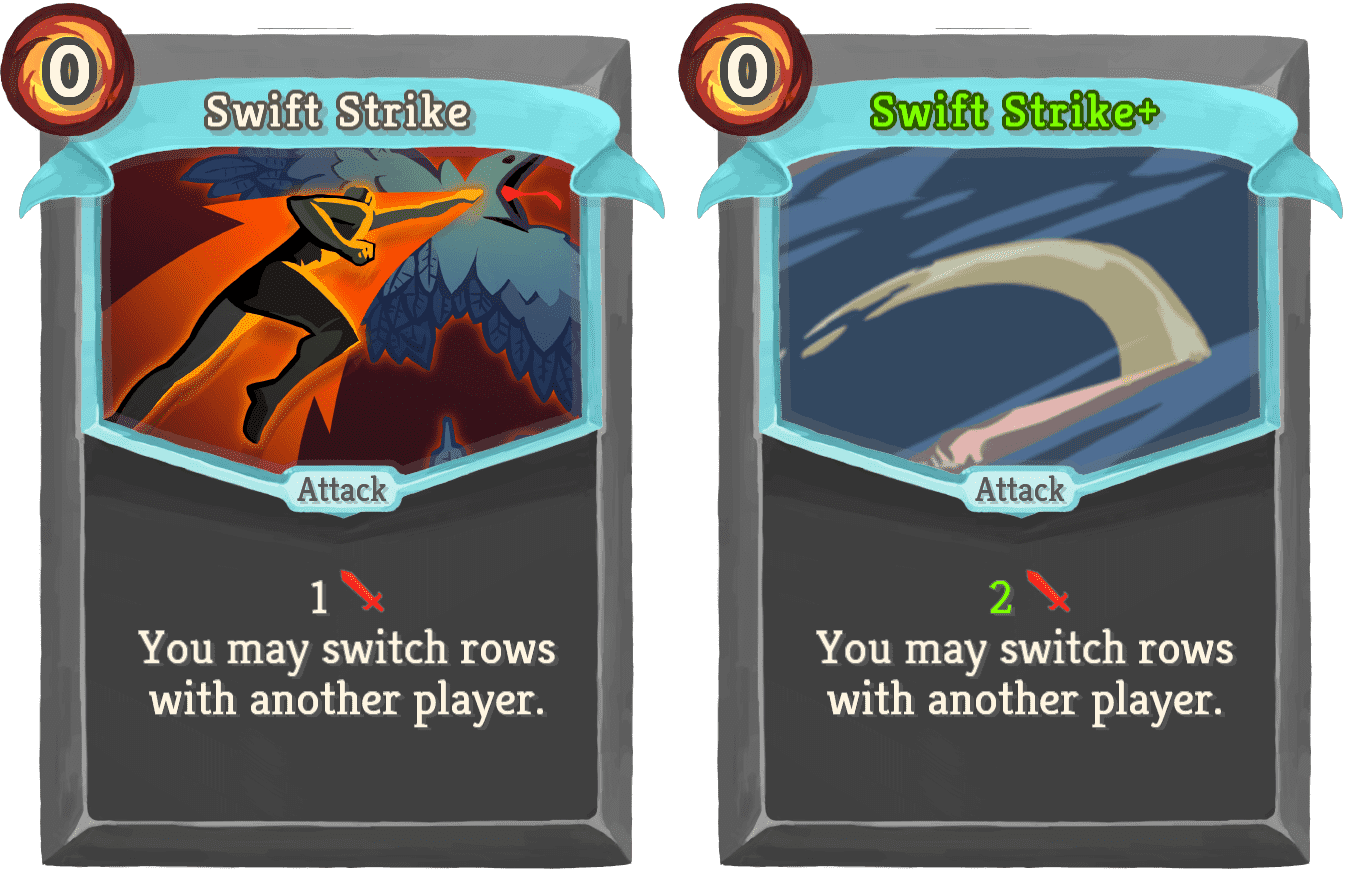 0
Swift Strike
Attack
1
You may switch rows
with another player.
0
Swift Strike+
Attack
2
You may switch rows
with another player.